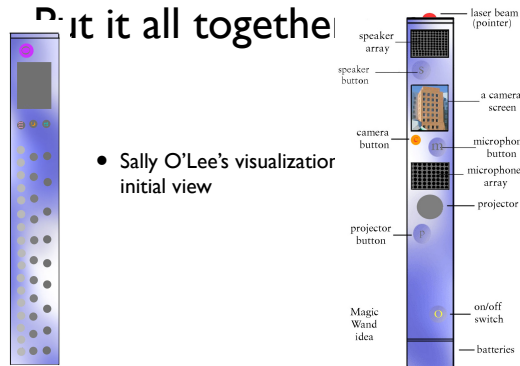 Put it all together
• Sally O'Lee's visualization
initial view
laser beam
(pointer)
speaker
array
speaker
button
s
a camera
screen
camera
button
c
m
microphon
button
microphone
array
projector
projector
button
p
Magic
Wand
idea
O
on/off
switch
batteries